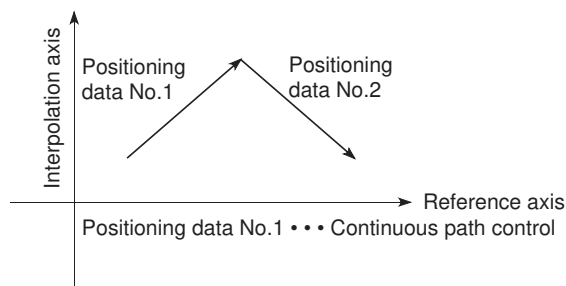 Interpolation axis
Positioning
data No.1
Positioning
data No.2
Reference axis
Positioning data No.1 • • • Continuous path control